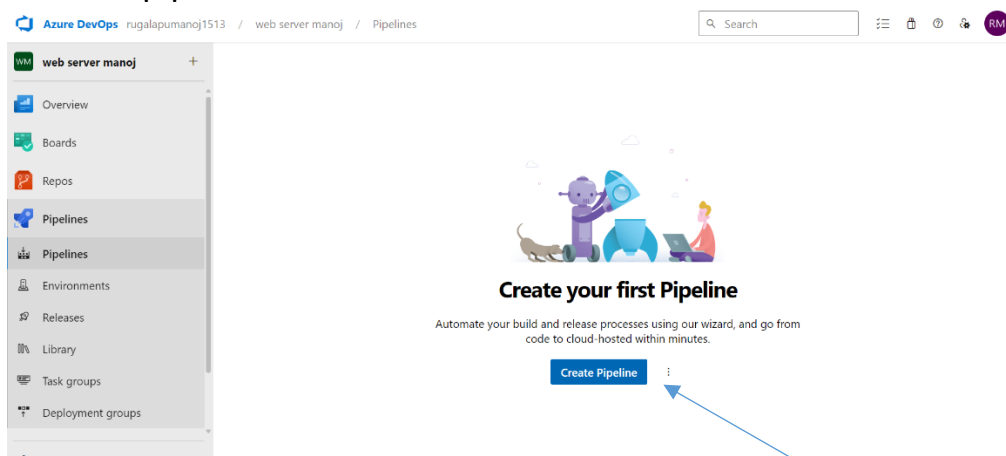 Azure DevOps rugalapumanoj1513 / web server manoj / Pipelines
Search
RM
WM web server manoj +
Overview
Boards
Repos
Pipelines
Pipelines
Environments
Releases
Library
Task groups
Deployment groups
Create your first Pipeline
Automate your build and release processes using our wizard, and go from
code to cloud-hosted within minutes.
Create Pipeline